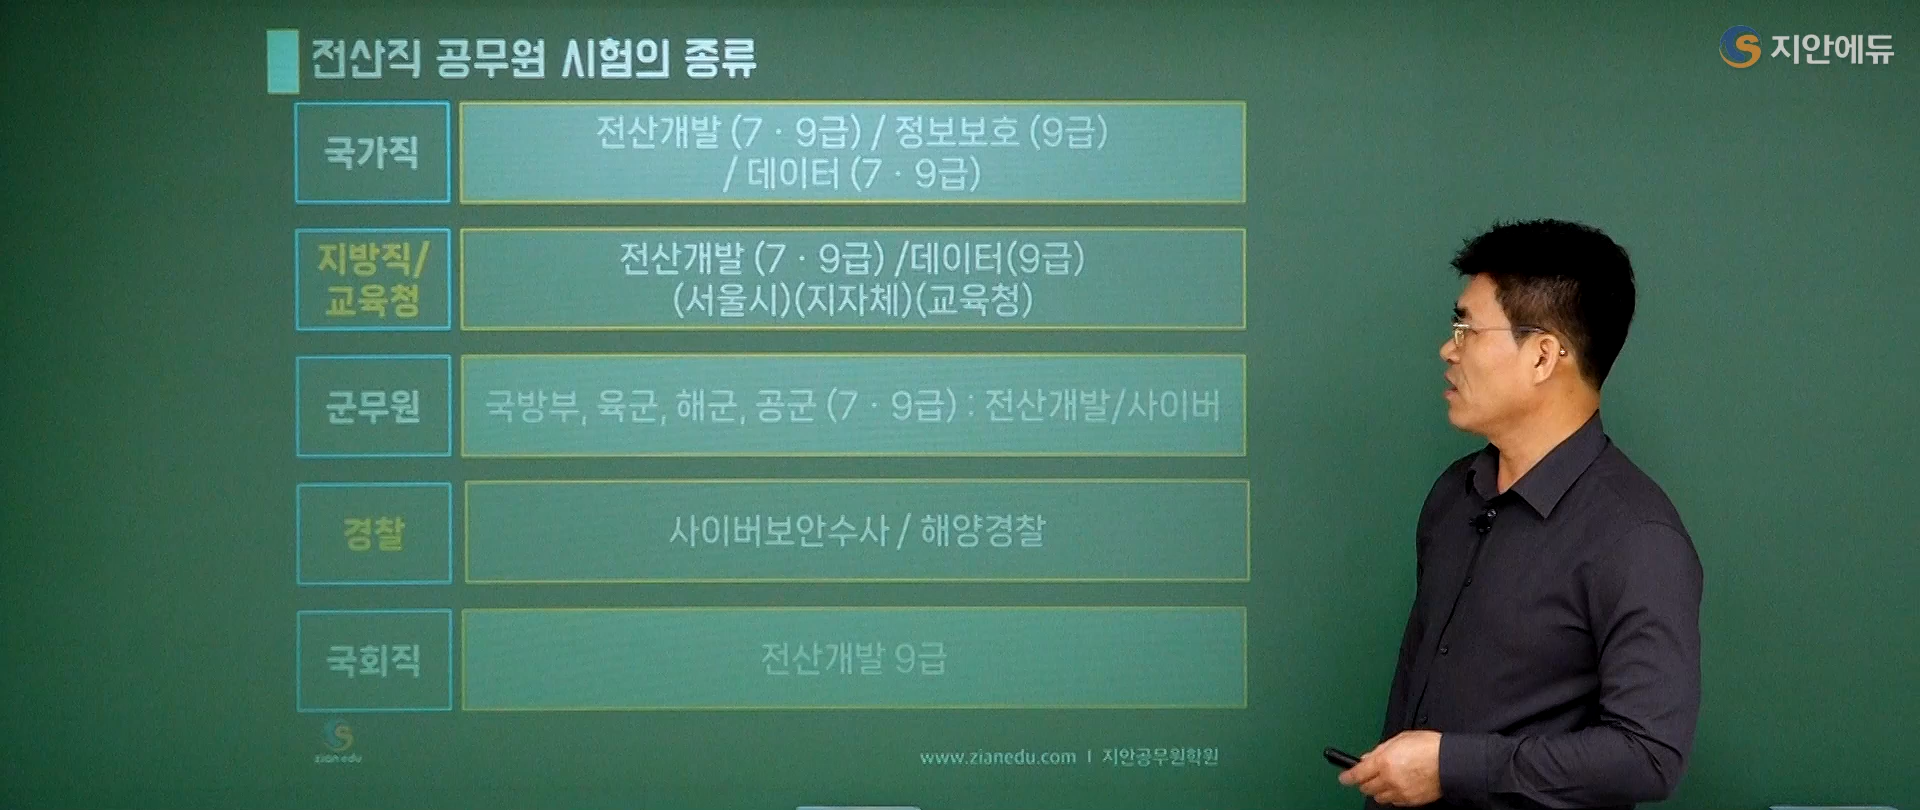 전산직 공무원 시험의 종류
지안에듀
국가직
전산개발 (7 · 9급) / 정보보호 (9급)
/ 데이터 (7 · 9급)
지방직/
교육청
전산개발 (7 · 9급) /데이터(9급)
(서울시)(지자체)(교육청)
군무원
국방부, 육군, 해군, 공군 (7 · 9급) : 전산개발/사이버
경찰
사이버보안수사 / 해양경찰
국회직
전산개발 9급
zianedu
www.zianedu.com | 지안공무원학원